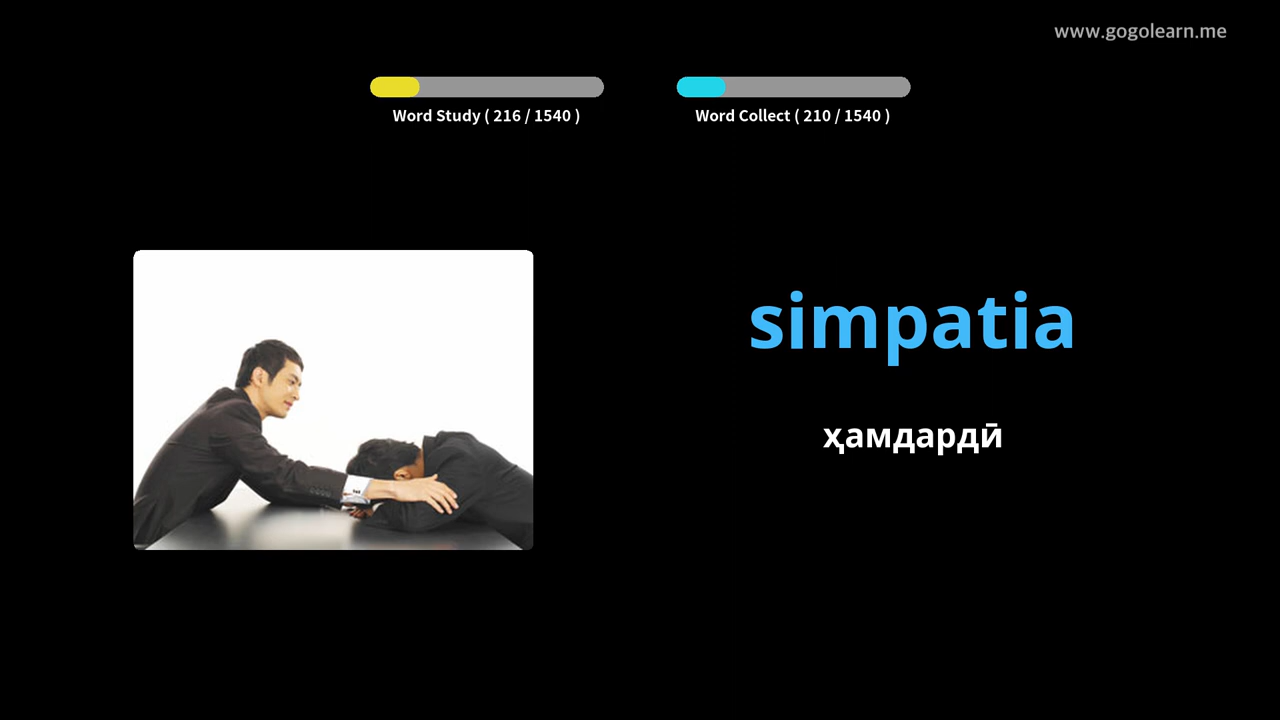 www.gogolearn.me
Word Study ( 216 / 1540 )
Word Collect ( 210 / 1540 )
simpatia
ҳамдардӣ